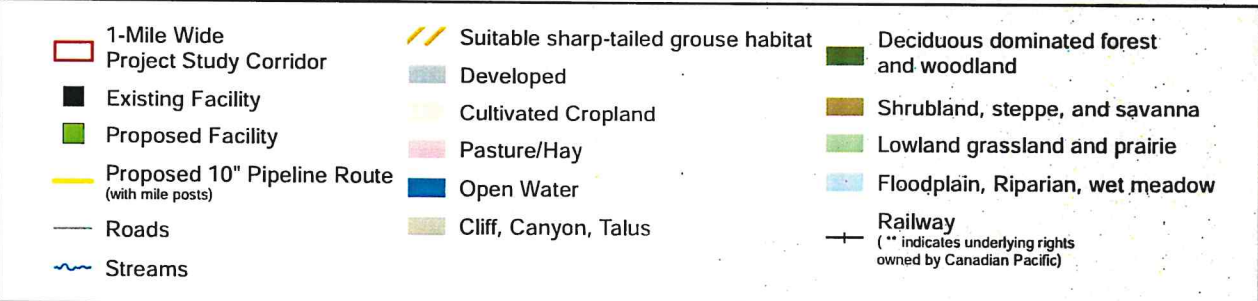 1-Mile Wide
Project Study Corridor
Existing Facility
Proposed Facility
Proposed 10" Pipeline Route
(with mile posts)
Roads
Streams
Suitable sharp-tailed grouse habitat
Developed
Cultivated Cropland
Pasture/Hay
Open Water
Cliff, Canyon, Talus
Deciduous dominated forest
and woodland
Shrubland, steppe, and savanna
Lowland grassland and prairie
Floodplain, Riparian, wet meadow
Railway
( ** indicates underlying rights
owned by Canadian Pacific)